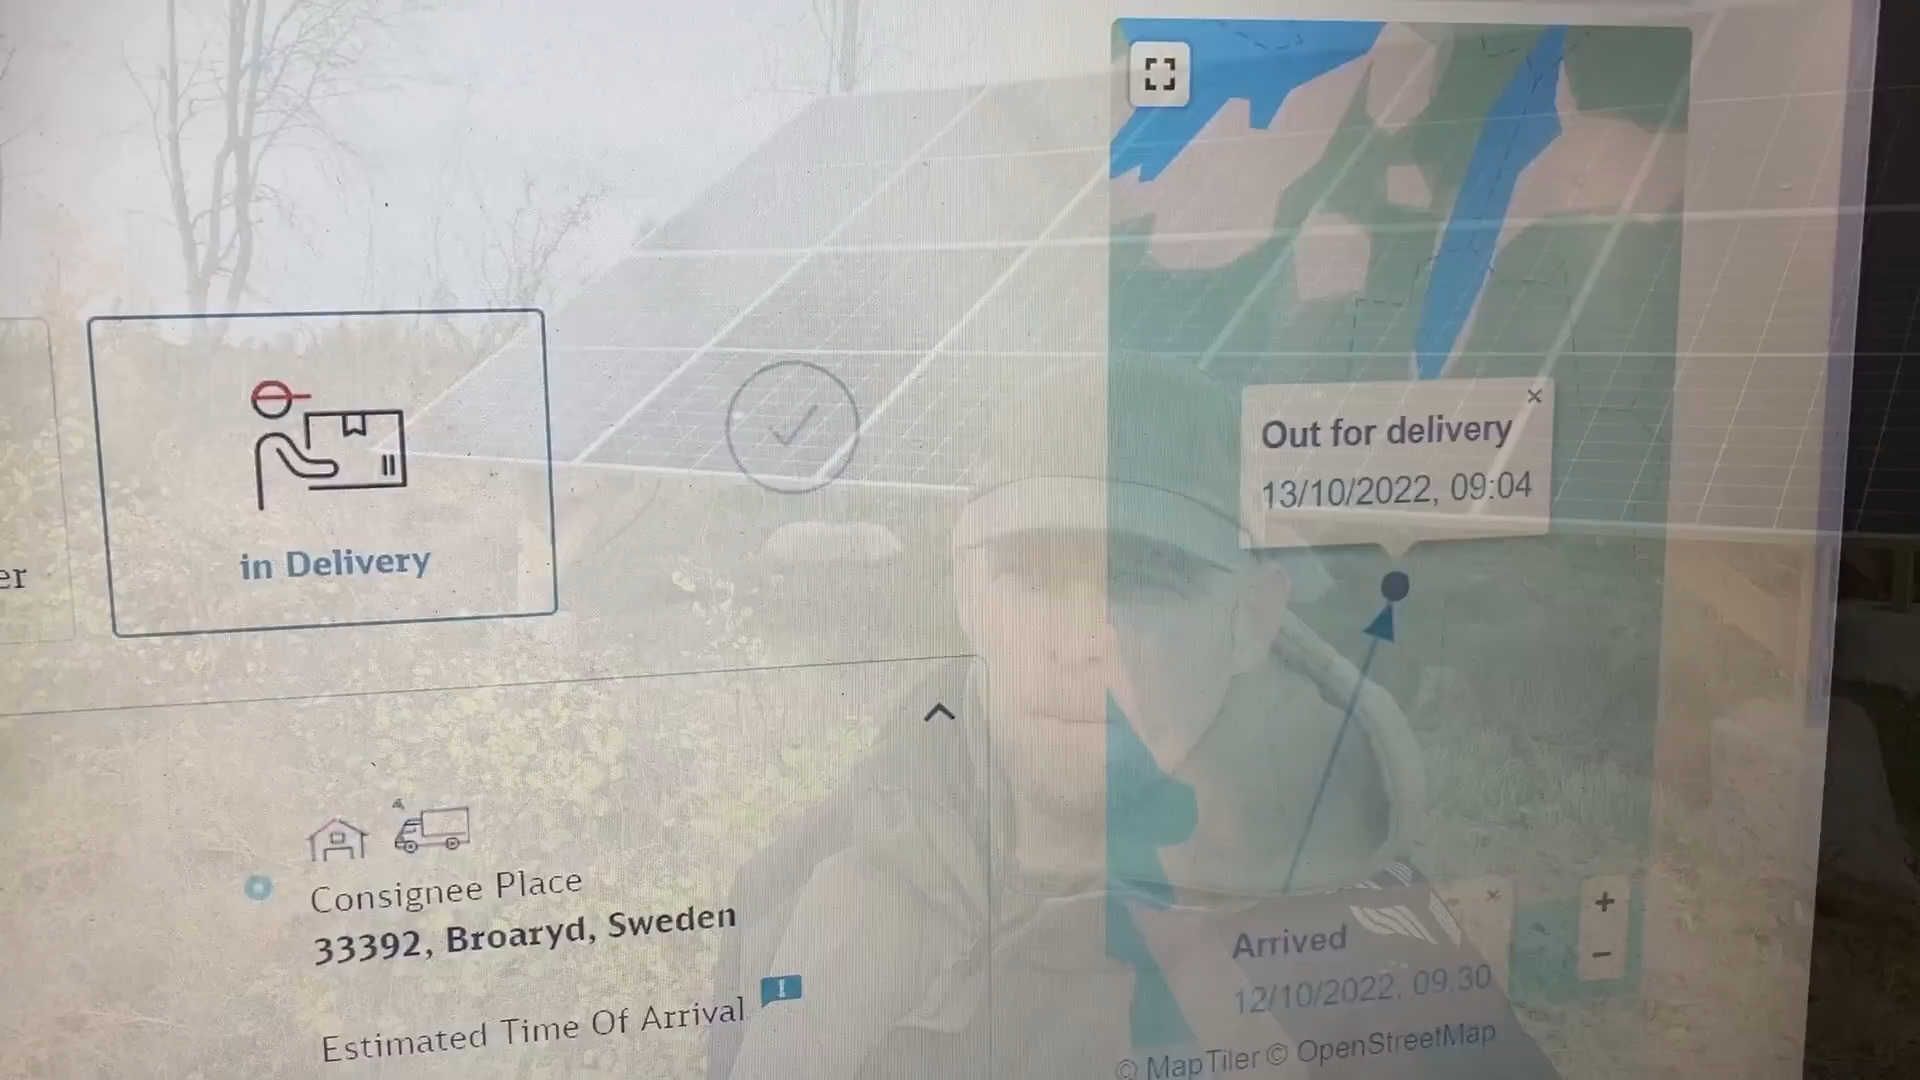 er
in Delivery
Consignee Place
33392, Broaryd, Sweden
Estimated Time Of Arrival
!
Out for delivery
×
13/10/2022, 09:04
×
Arrived
12/10/2022, 09:30
+
−
© MapTiler © OpenStreetMap